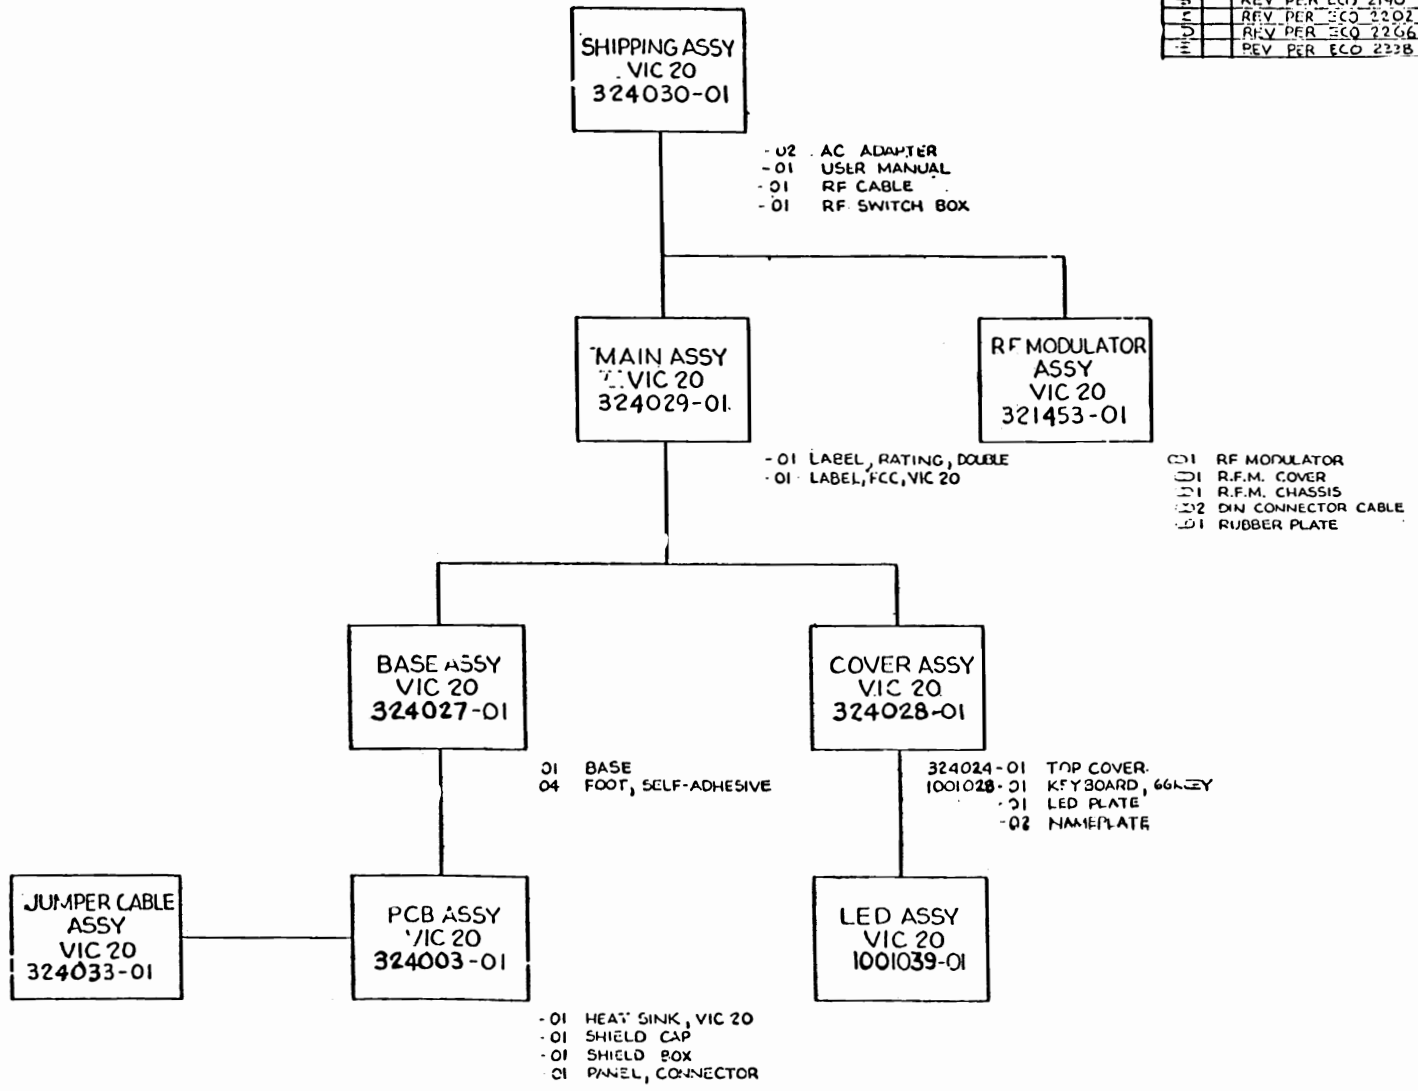 REV PER ECO 2202
REV PER ECO 2266
REV PER ECO 2238
SHIPPING ASSY
VIC 20
324030-01
-02 AC ADAPTER
-01 USER MANUAL
-01 RF CABLE
-01 RF SWITCH BOX
MAIN ASSY
VIC 20
324029-01
RF MODULATOR
ASSY
VIC 20
321453-01
-01 LABEL, RATING, DOUBLE
-01 LABEL, FCC, VIC 20
01 RF MODULATOR
01 R.F.M. COVER
01 R.F.M. CHASSIS
02 DIN CONNECTOR CABLE
01 RUBBER PLATE
BASE ASSY
VIC 20
324027-01
COVER ASSY
VIC 20
324028-01
01 BASE
04 FOOT, SELF-ADHESIVE
324024-01 TOP COVER
1001028-01 KEYBOARD, 66KEY
-01 LED PLATE
-02 NAMEPLATE
JUMPER CABLE
ASSY
VIC 20
324033-01
PCB ASSY
VIC 20
324003-01
LED ASSY
VIC 20
1001039-01
-01 HEAT SINK, VIC 20
-01 SHIELD CAP
-01 SHIELD BOX
-01 PANEL, CONNECTOR